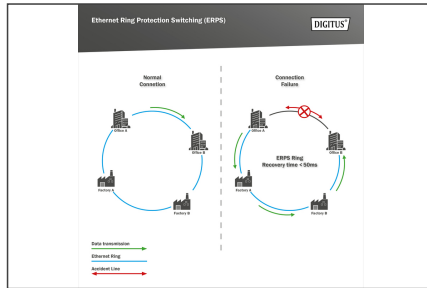 Ethernet Ring Protection Switching (ERPS)
DIGITUS®
Normal
Connetion
Office A
Office B
Factory A
Factory B
Connection
Failure
Office A
Office B
ERPS Ring
Recovery time < 50ms
Factory A
Factory B
Data transmission
Ethernet Ring
Accident Line